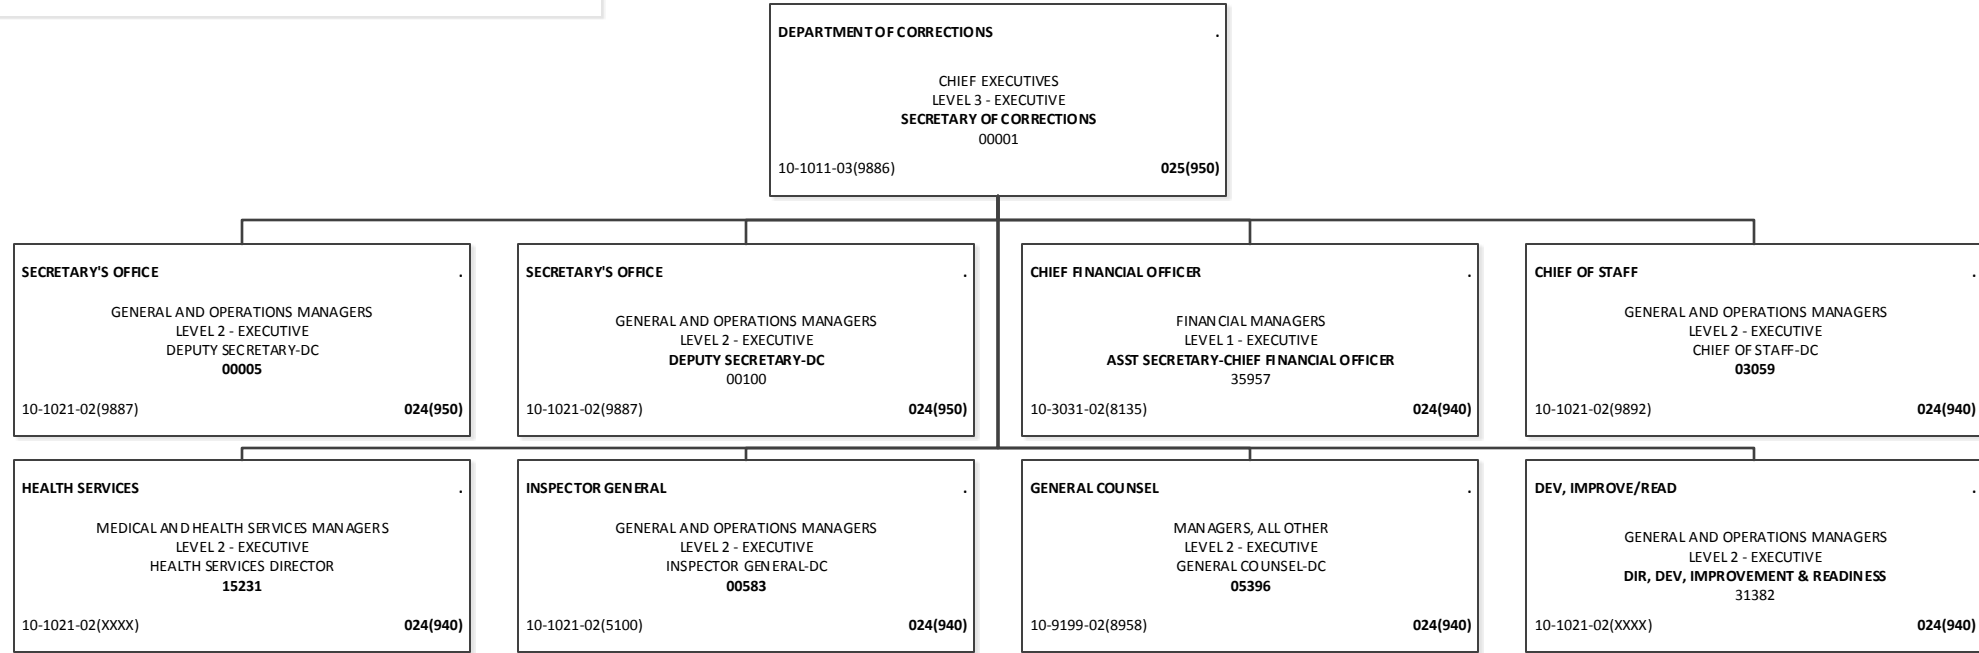 DEPARTMENT OF CORRECTIONS .
CHIEF EXECUTIVES
LEVEL 3 - EXECUTIVE
SECRETARY OF CORRECTIONS
00001
10-1011-03(9886) 025(950)
SECRETARY'S OFFICE .
GENERAL AND OPERATIONS MANAGERS
LEVEL 2 - EXECUTIVE
DEPUTY SECRETARY-DC
00005
10-1021-02(9887) 024(950)
SECRETARY'S OFFICE .
GENERAL AND OPERATIONS MANAGERS
LEVEL 2 - EXECUTIVE
DEPUTY SECRETARY-DC
00100
10-1021-02(9887) 024(950)
CHIEF FINANCIAL OFFICER .
FINANCIAL MANAGERS
LEVEL 1 - EXECUTIVE
ASST SECRETARY-CHIEF FINANCIAL OFFICER
35957
10-3031-02(8135) 024(940)
CHIEF OF STAFF .
GENERAL AND OPERATIONS MANAGERS
LEVEL 2 - EXECUTIVE
CHIEF OF STAFF-DC
03059
10-1021-02(9892) 024(940)
HEALTH SERVICES .
MEDICAL AND HEALTH SERVICES MANAGERS
LEVEL 2 - EXECUTIVE
HEALTH SERVICES DIRECTOR
15231
10-1021-02(XXXX) 024(940)
INSPECTOR GENERAL .
GENERAL AND OPERATIONS MANAGERS
LEVEL 2 - EXECUTIVE
INSPECTOR GENERAL-DC
00583
10-1021-02(5100) 024(940)
GENERAL COUNSEL .
MANAGERS, ALL OTHER
LEVEL 2 - EXECUTIVE
GENERAL COUNSEL-DC
05396
10-9199-02(8958) 024(940)
DEV, IMPROVE/READ .
GENERAL AND OPERATIONS MANAGERS
LEVEL 2 - EXECUTIVE
DIR, DEV, IMPROVEMENT & READINESS
31382
10-1021-02(XXXX) 024(940)